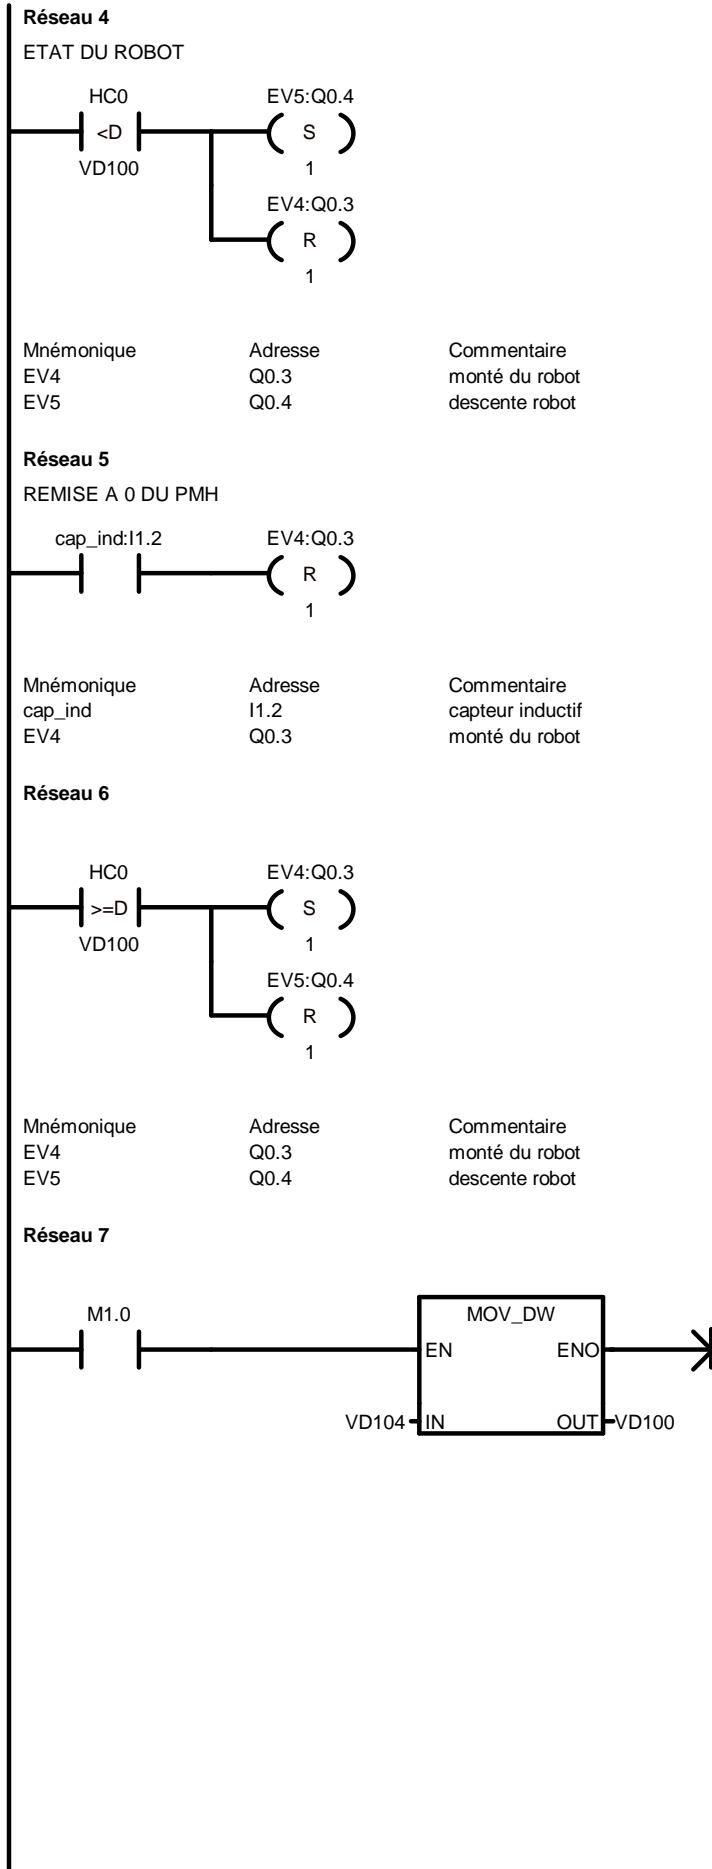 Réseau 4
ETAT DU ROBOT
HC0 EV5:Q0.4
<D S
VD100 1
EV4:Q0.3
R
1
Mnémonique Adresse Commentaire
EV4 Q0.3 monté du robot
EV5 Q0.4 descente robot
Réseau 5
REMISE A 0 DU PMH
cap_ind:I1.2 EV4:Q0.3
R
1
Mnémonique Adresse Commentaire
cap_ind I1.2 capteur inductif
EV4 Q0.3 monté du robot
Réseau 6
HC0 EV4:Q0.3
>=D S
VD100 1
EV5:Q0.4
R
1
Mnémonique Adresse Commentaire
EV4 Q0.3 monté du robot
EV5 Q0.4 descente robot
Réseau 7
M1.0 MOV_DW
EN ENO
VD104 IN OUT VD100